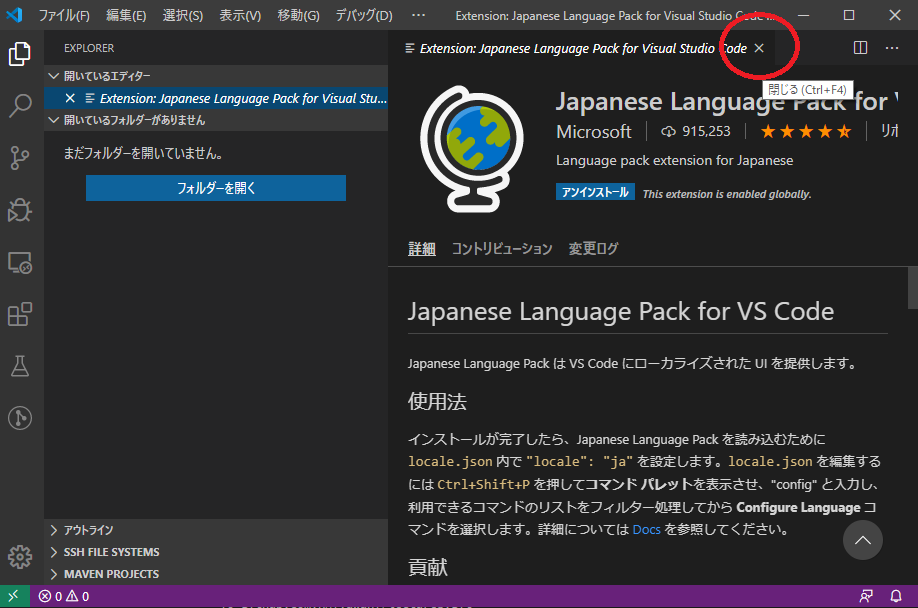 ファイル(F) 編集(E) 選択(S) 表示(V) 移動(G) デバッグ(D) ··· Extension: Japanese Language Pack for Visual Studio Code ...
EXPLORER
開いているエディター
Extension: Japanese Language Pack for Visual Stu...
開いているフォルダーがありません
まだフォルダーを開いていません。
フォルダーを開く
アウトライン
SSH FILE SYSTEMS
MAVEN PROJECTS
Extension: Japanese Language Pack for Visual Studio Code
閉じる (Ctrl+F4)
Japanese Language Pack for
Microsoft 915,253 リポ
Language pack extension for Japanese
アンインストール This extension is enabled globally.
詳細 コントリビューション 変更ログ
Japanese Language Pack for VS Code
Japanese Language Pack は VS Code にローカライズされた UI を提供します。
使用法
インストールが完了したら、Japanese Language Pack を読み込むために
locale.json 内で "locale": "ja" を設定します。locale.json を編集する
には Ctrl+Shift+P を押してコマンド パレットを表示させ、"config" と入力し、
利用できるコマンドのリストをフィルター処理してから Configure Language コ
マンドを選択します。詳細については Docs を参照してください。
貢献
0 0